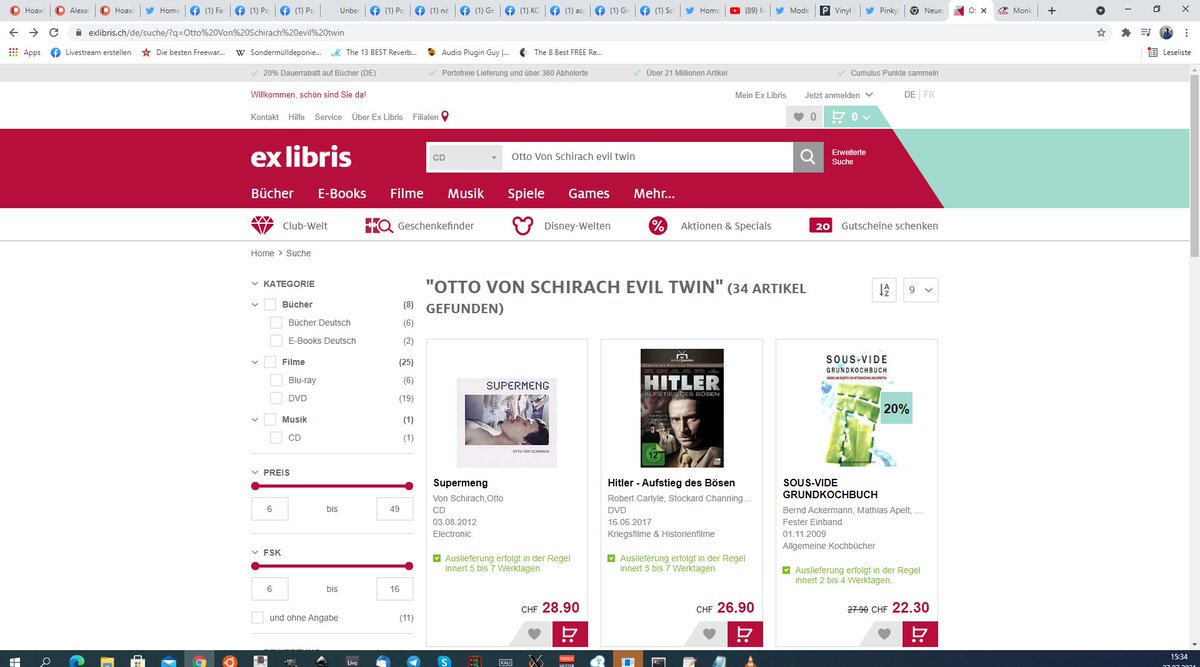 Hoaxi
Alexa
Hoaxi
Home
(1) Fa
(1) Ps
(1) Ps
Unbe
(1) Ps
(1) né
(1) Ge
(1) KC
(1) as
(1) Gr
(1) Sc
Home
(89) M
Mode
Vinyl
Pinky
Neue
Monk
exlibris.ch/de/suche/?q=Otto%20Von%20Schirach%20evil%20twin
Apps
Livestream erstellen
Die besten Freewar...
Sondermülldeponie...
The 13 BEST Reverb...
Audio Plugin Guy |...
The 8 Best FREE Re...
Leseliste
20% Dauerrabatt auf Bücher (DE)
Portofreie Lieferung und über 360 Abholorte
Über 21 Millionen Artikel
Cumulus Punkte sammeln
Willkommen, schön sind Sie da!
Mein Ex Libris
Jetzt anmelden
DE
FR
Kontakt
Hilfe
Service
Über Ex Libris
Filialen
0
0
ex libris
CD
Otto Von Schirach evil twin
Erweiterte
Suche
Bücher
E-Books
Filme
Musik
Spiele
Games
Mehr...
Club-Welt
Geschenkefinder
Disney-Welten
%
Aktionen & Specials
20
Gutscheine schenken
Home > Suche
KATEGORIE
Bücher (8)
Bücher Deutsch (6)
E-Books Deutsch (2)
Filme (25)
Blu-ray (6)
DVD (19)
Musik (1)
CD (1)
PREIS
6 bis 49
FSK
6 bis 16
und ohne Angabe (11)
"OTTO VON SCHIRACH EVIL TWIN" (34 ARTIKEL
GEFUNDEN)
A
Z
9
SUPERMENG
OTTO VON SCHIRACH
Supermeng
Von Schirach,Otto
CD
03.08.2012
Electronic
Auslieferung erfolgt in der Regel
innert 5 bis 7 Werktagen.
CHF 28.90
HITLER
AUFSTIEG DES BÖSEN
12
Hitler - Aufstieg des Bösen
Robert Carlyle, Stockard Channing...
DVD
16.06.2017
Kriegsfilme & Historienfilme
Auslieferung erfolgt in der Regel
innert 5 bis 7 Werktagen.
CHF 26.90
SOUS-VIDE
GRUNDKOCHBUCH
20%
SOUS-VIDE
GRUNDKOCHBUCH
Bernd Ackermann, Mathias Apelt, ...
Fester Einband
01.11.2009
Allgemeine Kochbücher
Auslieferung erfolgt in der Regel
innert 2 bis 4 Werktagen.
27.90 CHF 22.30
Live
15:34